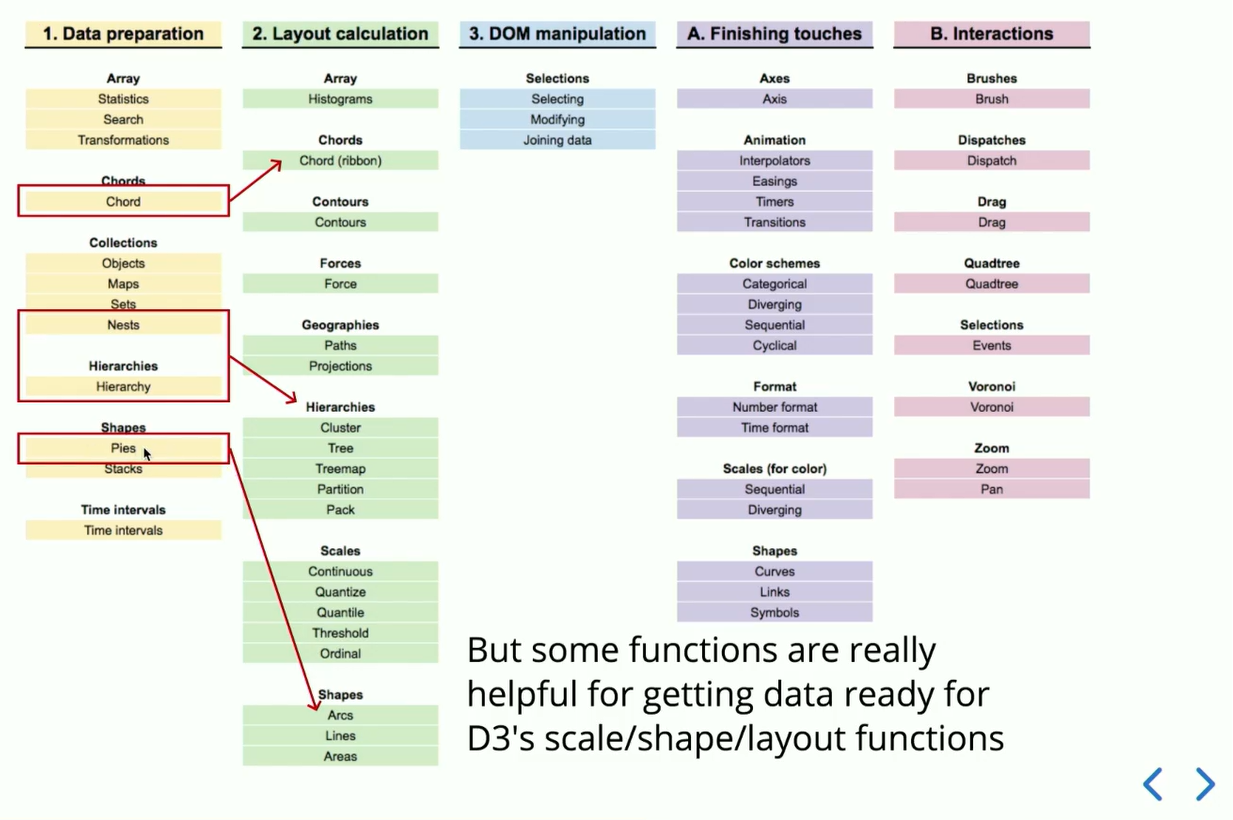 1. Data preparation
Array
Statistics
Search
Transformations
Chords
Chord
Collections
Objects
Maps
Sets
Nests
Hierarchies
Hierarchy
Shapes
Pies
Stacks
Time intervals
Time intervals
2. Layout calculation
Array
Histograms
Chords
Chord (ribbon)
Contours
Contours
Forces
Force
Geographies
Paths
Projections
Hierarchies
Cluster
Tree
Treemap
Partition
Pack
Scales
Continuous
Quantize
Quantile
Threshold
Ordinal
Shapes
Arcs
Lines
Areas
3. DOM manipulation
Selections
Selecting
Modifying
Joining data
A. Finishing touches
Axes
Axis
Animation
Interpolators
Easings
Timers
Transitions
Color schemes
Categorical
Diverging
Sequential
Cyclical
Format
Number format
Time format
Scales (for color)
Sequential
Diverging
Shapes
Curves
Links
Symbols
B. Interactions
Brushes
Brush
Dispatches
Dispatch
Drag
Drag
Quadtree
Quadtree
Selections
Events
Voronoi
Voronoi
Zoom
Zoom
Pan
But some functions are really
helpful for getting data ready for
D3's scale/shape/layout functions